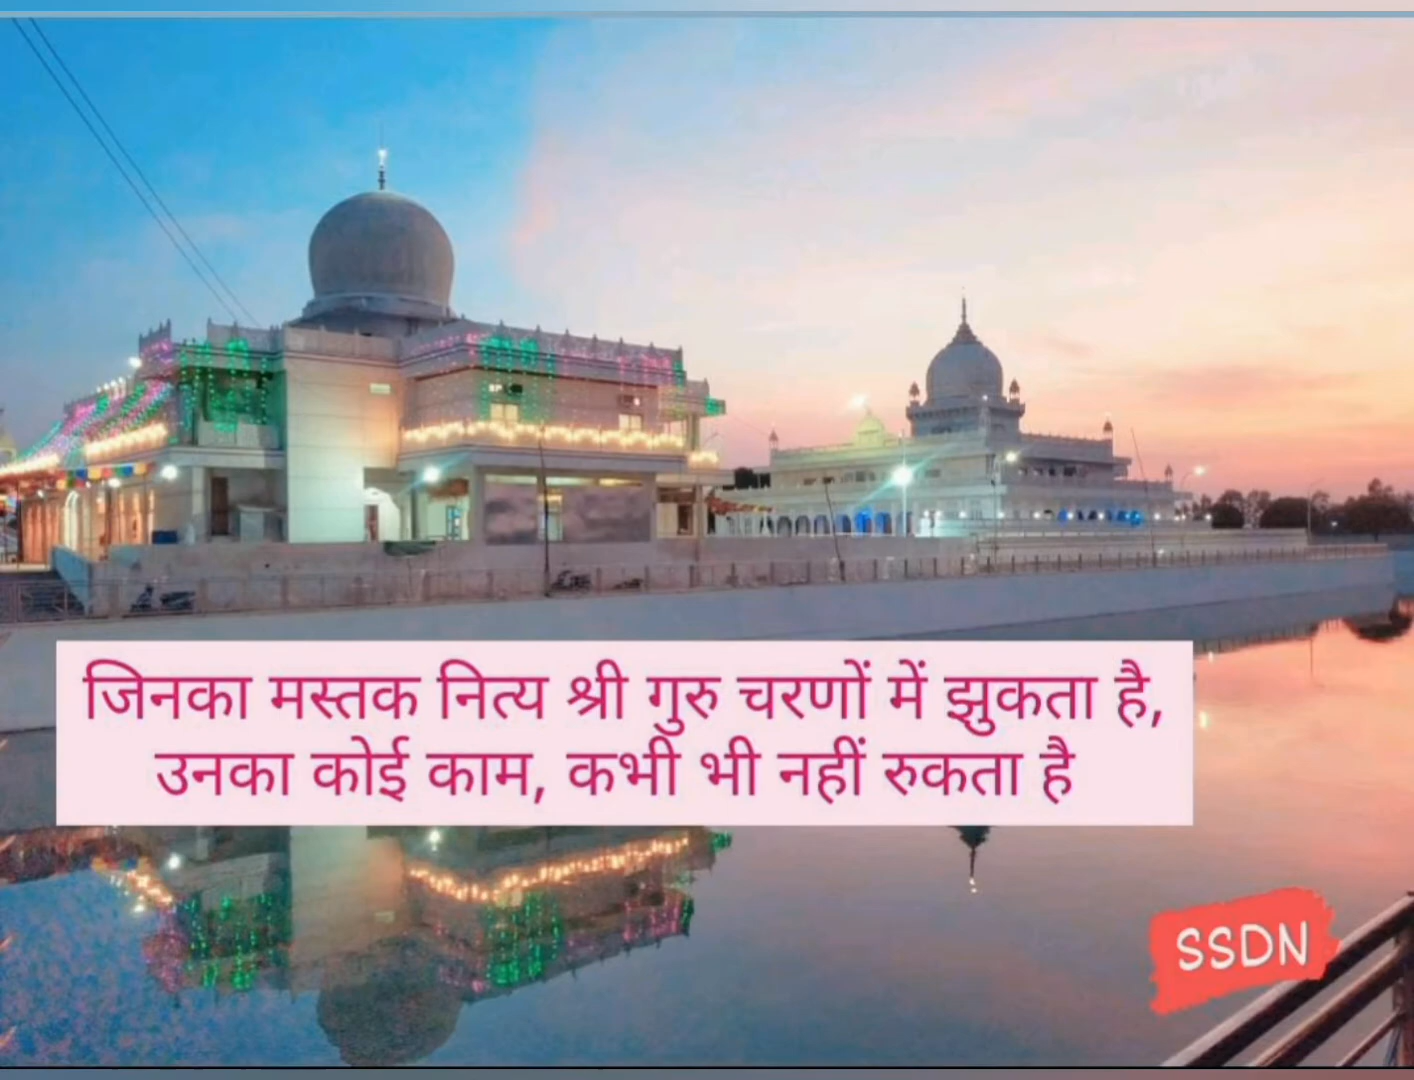 जिनका मस्तक नित्य श्री गुरु चरणों में झुकता है,
उनका कोई काम, कभी भी नहीं रुकता है
SSDN